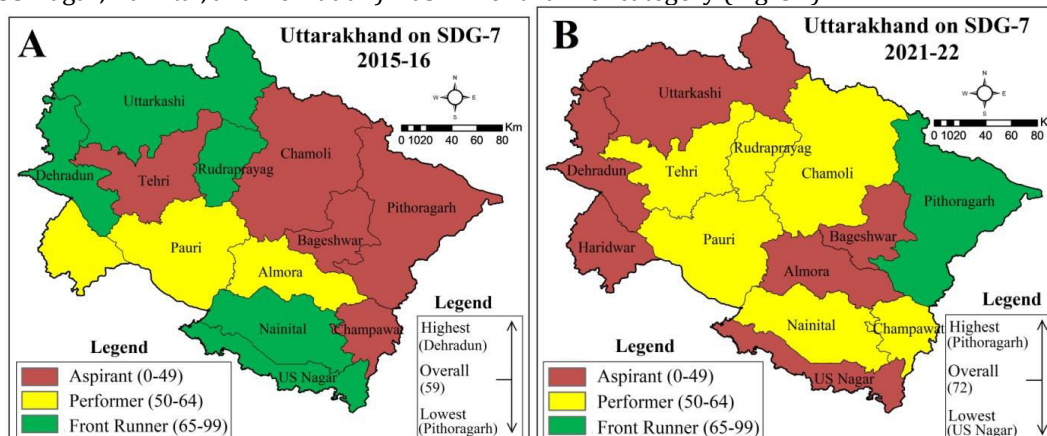 A
Uttarakhand on SDG-7
2015-16
N
W E
S
Km
0 1020 40 60 80
Uttarkashi
Dehradun
Tehri
Rudraprayag
Chamoli
Pithoragarh
Pauri
Bageshwar
Almora
Nainital
Champawat
US Nagar
Legend
Aspirant (0-49)
Performer (50-64)
Front Runner (65-99)
Legend
Highest
(Dehradun)
Overall
(59)
Lowest
(Pithoragarh)
B
Uttarakhand on SDG-7
2021-22
N
W E
S
0 1020 40 60 80
Uttarkashi
Dehradun
Tehri
Rudraprayag
Chamoli
Pithoragarh
Haridwar
Pauri
Bageshwar
Almora
Nainital
Champawat
US Nagar
Legend
Aspirant (0-49)
Performer (50-64)
Front Runner (65-99)
Legend
Highest
(Pithoragarh)
Overall
(72)
Lowest
(US Nagar)